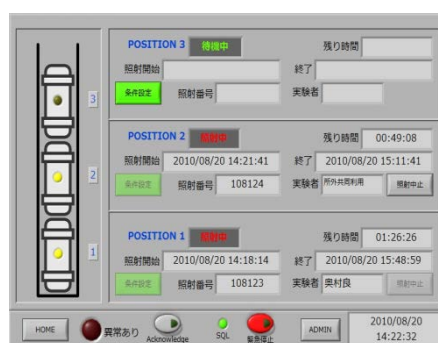 POSITION 3 待機中 残り時間
照射開始 終了
条件設定 照射番号 実験者
3
POSITION 2 照射中 残り時間 00:49:08
照射開始 2010/08/20 14:21:41 終了 2010/08/20 15:11:41
2
条件設定 照射番号 108124 実験者 所外共同利用 照射中止
POSITION 1 照射中 残り時間 01:26:26
1
照射開始 2010/08/20 14:18:14 終了 2010/08/20 15:48:59
条件設定 照射番号 108123 実験者 奥村良 照射中止
HOME 異常あり Acknowledge SQL 緊急停止 ADMIN 2010/08/20
14:22:32